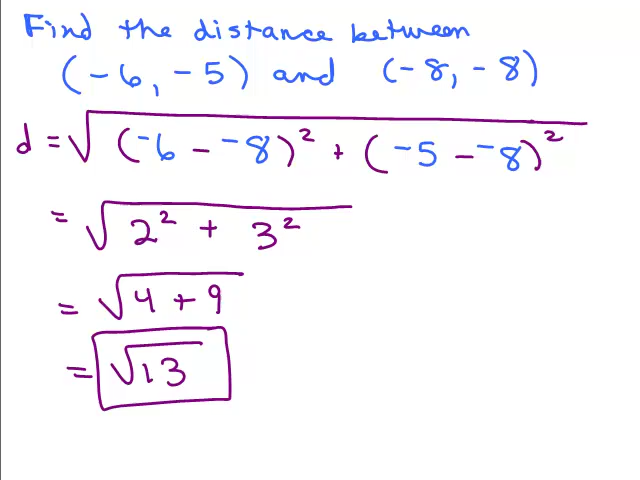 Find the distance between
(-6, -5) and (-8, -8)
d = √(⁻6 - ⁻8)² + (⁻5 - ⁻8)²
= √2² + 3²
= √4 + 9
= √13